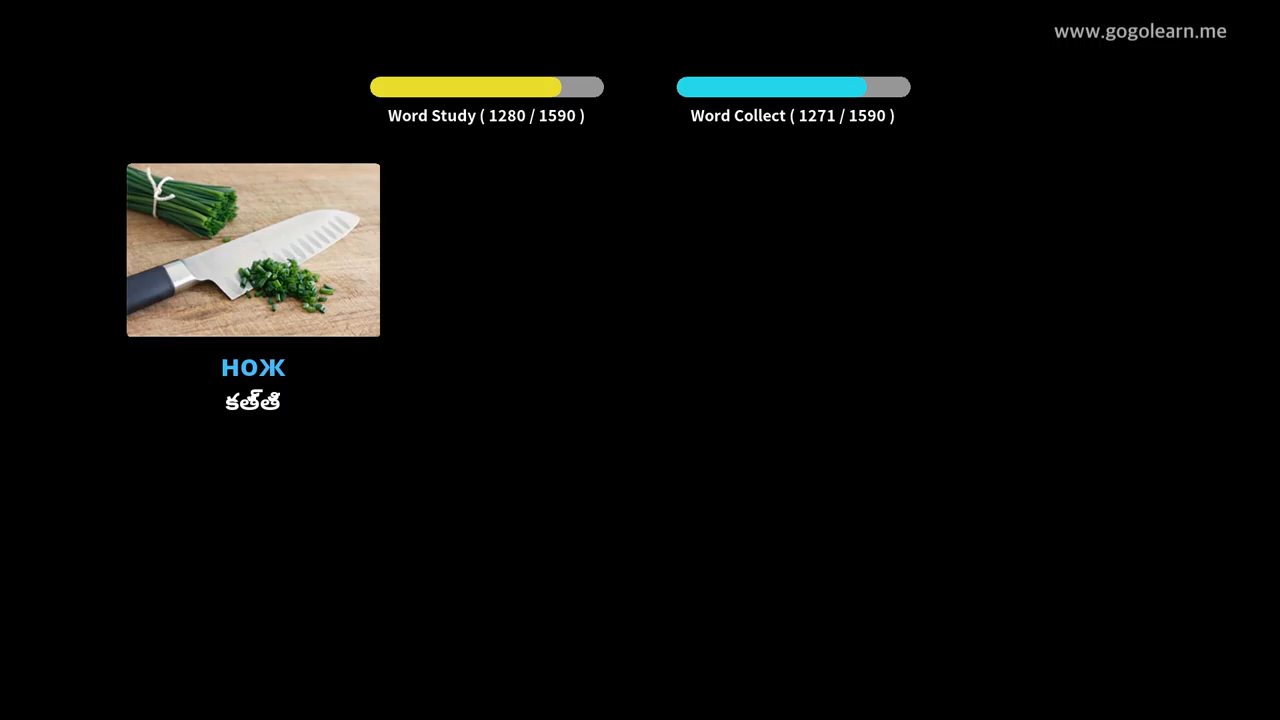 www.gogolearn.me
Word Study ( 1280 / 1590 )
Word Collect ( 1271 / 1590 )
нож
కత్తి